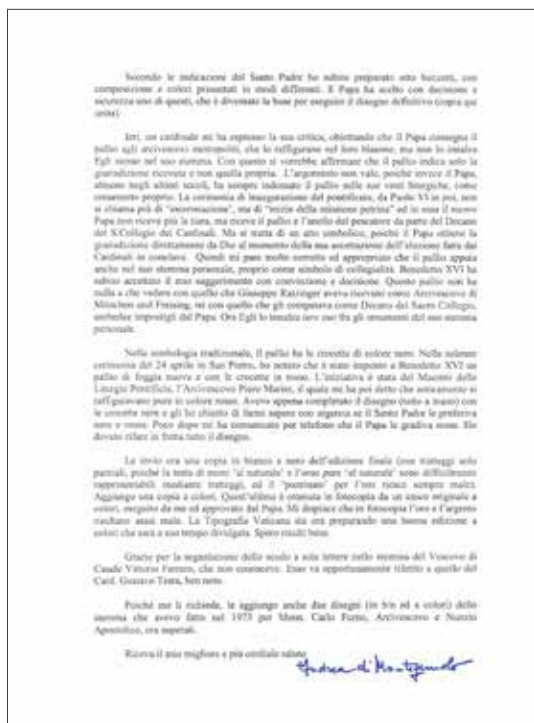 Secondo le indicazione del Santo Padre ho subito preparato otto bozzetti, con
composizione e colori presentati in modi differenti. Il Papa ha scelto con decisione e
sicurezza uno di questi, che è diventato la base per eseguire il disegno definitivo (copia qui
unita).
Ieri, un cardinale mi ha espresso la sua critica, obiettando che il Papa consegna il
pallio agli arcivescovi metropoliti, che lo raffigurano nel loro blasone, ma non lo innalza
Egli stesso nel suo stemma. Con questo si vorrebbe affermare che il pallio indica solo la
giurisdizione ricevuta e non quella propria. L'argomento non vale, poiché invece il Papa,
almeno negli ultimi secoli, ha sempre indossato il pallio sulle sue vesti liturgiche, come
ornamento proprio. La cerimonia di inaugurazione del pontificato, da Paolo VI in poi, non
si chiama più di "incoronazione", ma di "inizio della missione petrina" ed in essa il nuovo
Papa non riceve più la tiara, ma riceve il pallio e l'anello del pescatore da parte del Decano
del S.Collegio dei Cardinali. Ma si tratta di un atto simbolico, poiché il Papa ottiene la
giurisdizione direttamente da Dio al momento della sua accettazione dell'elezione fatta dai
Cardinali in conclave. Quindi mi pare molto corretto ed appropriato che il pallio appaia
anche nel suo stemma personale, proprio come simbolo di collegialità. Benedetto XVI ha
subito accettato il mio suggerimento con convinzione e decisione. Questo pallio non ha
nulla a che vedere con quello che Giuseppe Ratzinger aveva ricevuto come Arcivescovo di
München und Freising, né con quello che gli competeva come Decano del Sacro Collegio,
ambedue impostigli dal Papa. Ora Egli lo innalza fra gli ornamenti del suo stemma
personale.
Nella simbologia tradizionale, il pallio ha le crocette di colore nero. Nella solenne
cerimonia del 24 aprile in San Pietro, ho notato che è stato imposto a Benedetto XVI un
pallio di foggia nuova e con le crocette in rosso. L'iniziativa è stata del Maestro delle
Liturgie Pontificie, l'Arcivescovo Piero Marini, il quale mi ha poi detto che anticamente si
raffiguravano pure in colore rosso. Avevo appena completato il disegno (tutto a mano) con
le crocette nere e gli ho chiesto di farmi sapere con urgenza se il Santo Padre le preferiva
nere o rosse. Poco dopo mi ha comunicato per telefono che il Papa le gradiva rosse. Ho
dovuto rifare in fretta tutto il disegno.
Le invio ora una copia in bianco e nero dell'edizione finale (con tratteggi solo
parziali, poiché la testa di moro 'al naturale' e l'orso pure 'al naturale' sono difficilmente
rappresentabili mediante tratteggi, ed il "puntinato" per l'oro riesce sempre male).
Aggiungo una copia a colori. Quest'ultima è ottenuta in fotocopia da un unico originale a
colori, eseguito da me ed approvato dal Papa. Mi dispiace che in fotocopia l'oro e l'argento
risultano assai male. La Tipografia Vaticana sta ora preparando una buona edizione a
colori che sarà a suo tempo divulgata. Spero risulti bene.
Grazie per la segnalazione dello scudo a sole lettere nello stemma del Vescovo di
Casale Vittorio che non conoscevo. Esso va opportunamente riferito a quello del
Card. Gustavo Testa, ben noto.
Poiché me li richiede, le aggiungo anche due disegni (in b/n ed a colori) dello
stemma che avevo fatto nel 1973 per Mons. Carlo Furno, Arcivescovo e Nunzio
Apostolico, ora superati.
Riceva il mio migliore e più cordiale saluto
Andrea di Montezemolo